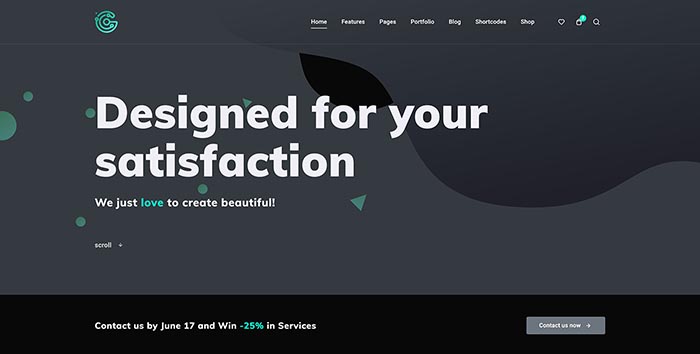 Home Features Pages Portfolio Blog Shortcodes Shop
Designed for your
satisfaction
We just love to create beautiful!
scroll ↓
Contact us by June 17 and Win -25% in Services
Contact us now →